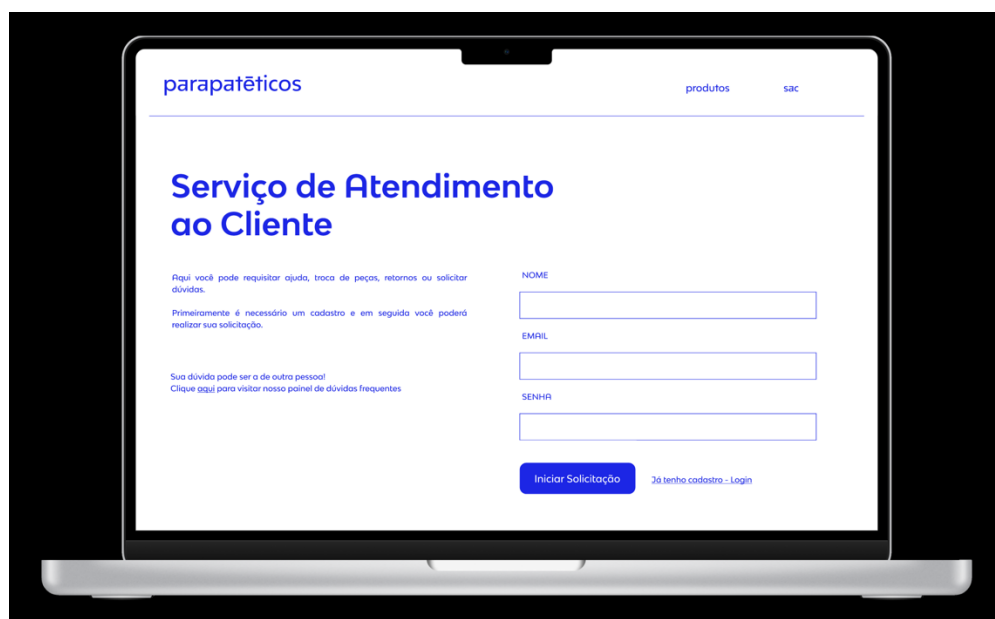 parapatēticos
produtos
sac
Serviço de Atendimento
ao Cliente
Aqui você pode requisitar ajuda, troca de peças, retornos ou solicitar
dúvidas.
Primeiramente é necessário um cadastro e em seguida você poderá
realizar sua solicitação.
Sua dúvida pode ser a de outra pessoa!
Clique aqui para visitar nosso painel de dúvidas frequentes
NOME
EMAIL
SENHA
Iniciar Solicitação
Já tenho cadastro - Login